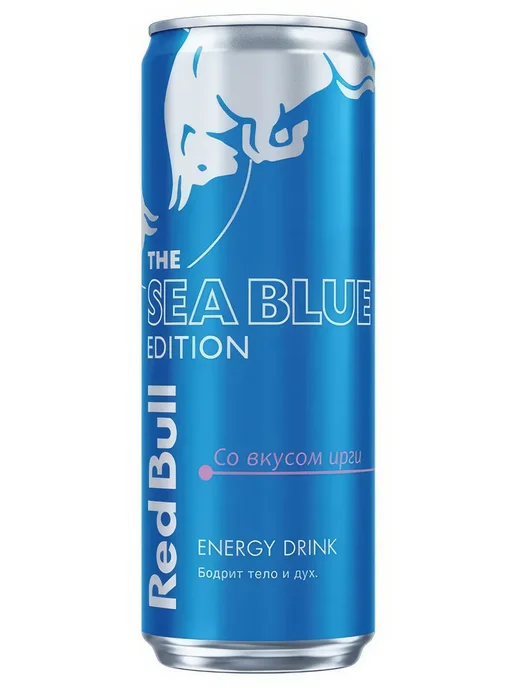 THE
SEA BLUE
EDITION
Red Bull
Со вкусом ирги
ENERGY DRINK
Бодрит тело и дух.